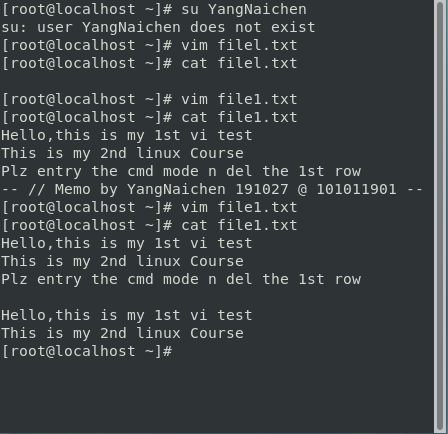 [root@localhost ~]# su YangNaichen
su: user YangNaichen does not exist
[root@localhost ~]# vim filel.txt
[root@localhost ~]# cat filel.txt
[root@localhost ~]# vim file1.txt
[root@localhost ~]# cat file1.txt
Hello,this is my 1st vi test
This is my 2nd linux Course
Plz entry the cmd mode n del the 1st row
-- // Memo by YangNaichen 191027 @ 101011901 --
[root@localhost ~]# vim file1.txt
[root@localhost ~]# cat file1.txt
Hello,this is my 1st vi test
This is my 2nd linux Course
Plz entry the cmd mode n del the 1st row
Hello,this is my 1st vi test
This is my 2nd linux Course
[root@localhost ~]#